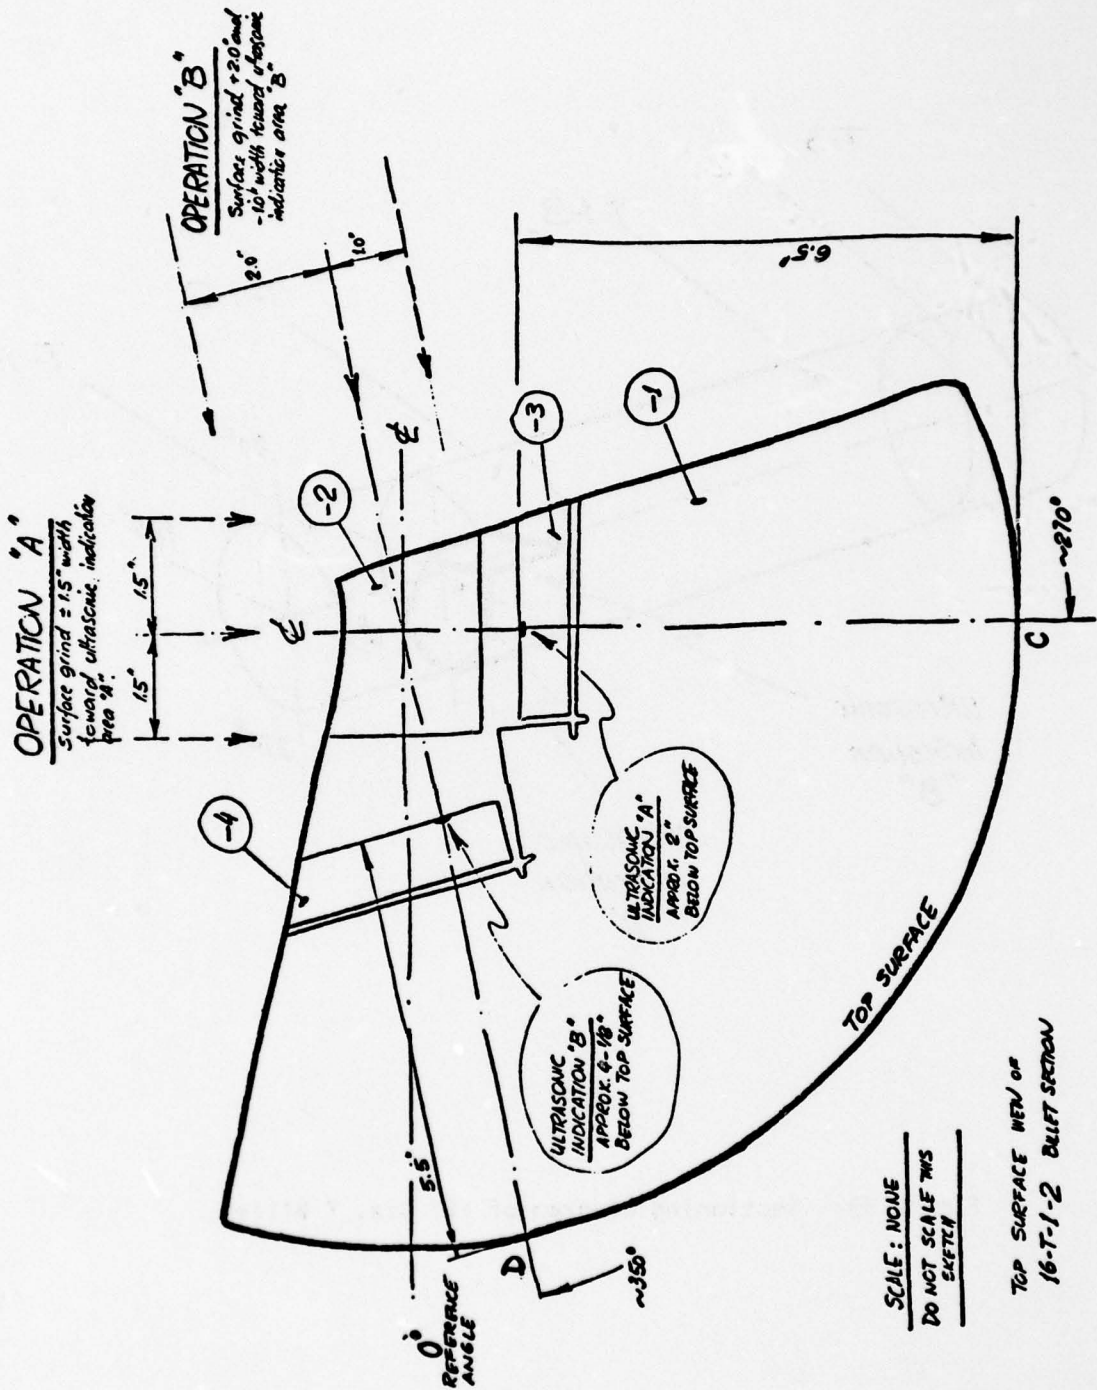 OPERATION "A"
Surface grind ± 1.5" width
toward ultrasonic indication
area "A".
1.5"
1.5"
OPERATION "B"
Surface grind +2.0" and
-1.0" width toward ultrasonic
indication area "B"
2.0"
1.0"
℄
℄
-4
-2
-3
-1
6.5"
5.5"
0°
REFERENCE
ANGLE
D
~350°
C
~270°
ULTRASONIC
INDICATION "B"
APPROX. 4-1/8"
BELOW TOP SURFACE
ULTRASONIC
INDICATION "A"
APPROX. 2"
BELOW TOP SURFACE
TOP SURFACE
SCALE: NONE
DO NOT SCALE THIS
SKETCH
TOP SURFACE VIEW OF
16-T-1-2 BILLET SECTION